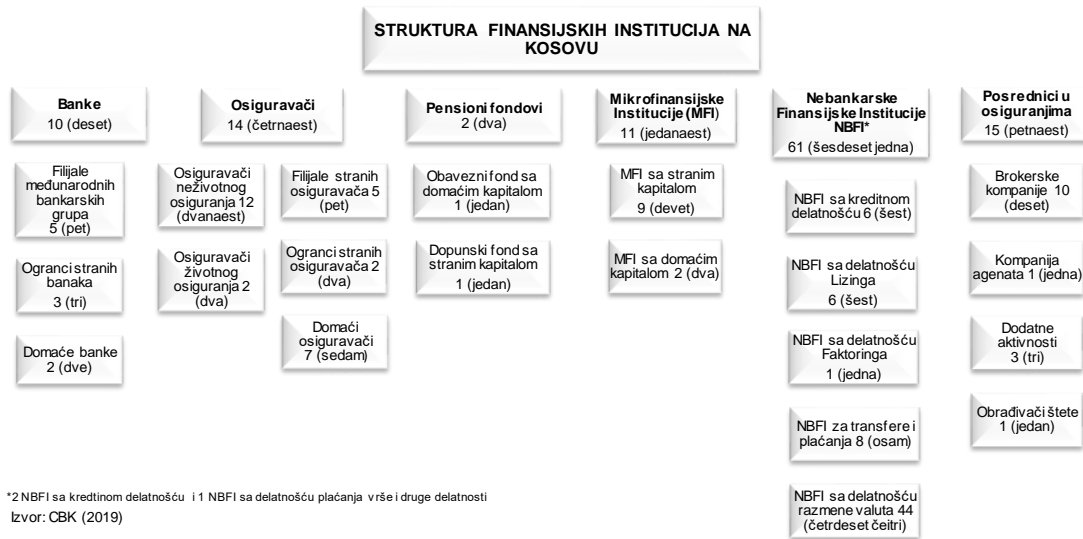 STRUKTURA FINANSIJSKIH INSTITUCIJA NA
KOSOVU
Banke
10 (deset)
Filijale
međunarodnih
bankarskih
grupa
5 (pet)
Ogranci stranih
banaka
3 (tri)
Domaće banke
2 (dve)
Osiguravači
14 (četrnaest)
Osiguravači
neživotnog
osiguranja 12
(dvanaest)
Osiguravači
životnog
osiguranja 2
(dva)
Filijale stranih
osiguravača 5
(pet)
Ogranci stranih
osiguravača 2
(dva)
Domaći
osiguravači
7 (sedam)
Pensioni fondovi
2 (dva)
Obavezni fond sa
domaćim kapitalom
1 (jedan)
Dopunski fond sa
stranim kapitalom
1 (jedan)
Mikrofinansijske
Institucije (MFI)
11 (jedanaest)
MFI sa stranim
kapitalom
9 (devet)
MFI sa domaćim
kapitalom 2 (dva)
Nebankarske
Finansijske Institucije
NBFI*
61 (šesdeset jedna)
NBFI sa kreditnom
delatnošću 6 (šest)
NBFI sa delatnošću
Lizinga
6 (šest)
NBFI sa delatnošću
Faktoringa
1 (jedna)
NBFI za transfere i
plaćanja 8 (osam)
NBFI sa delatnošću
razmene valuta 44
(četrdeset čeitri)
Posrednici u
osiguranjima
15 (petnaest)
Brokerske
kompanije 10
(deset)
Kompanija
agenata 1 (jedna)
Dodatne
aktivnosti
3 (tri)
Obrađivači štete
1 (jedan)
*2 NBFI sa kredtinom delatnošću i 1 NBFI sa delatnošću plaćanja vrše i druge delatnosti
Izvor: CBK (2019)